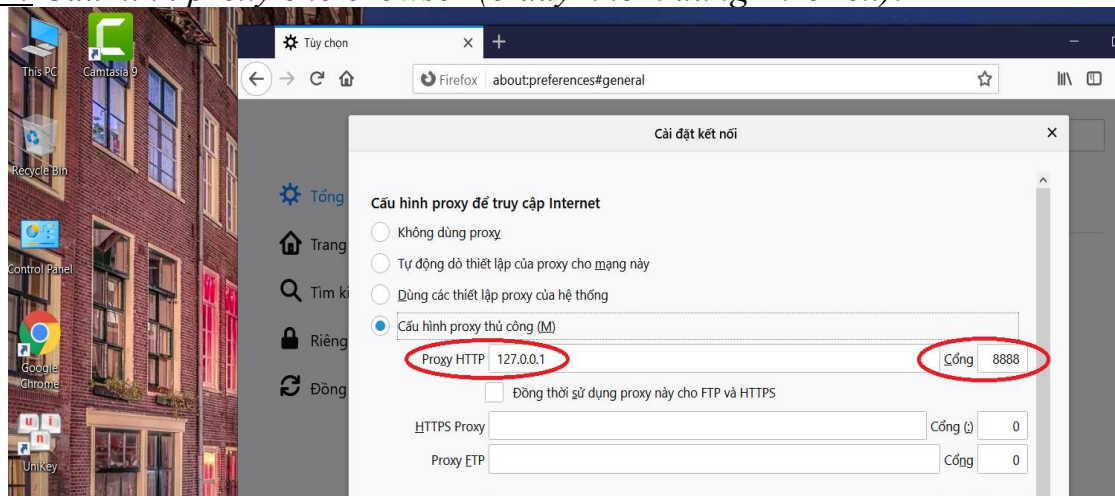 Tùy chọn
This PC
Camtasia 9
Firefox about:preferences#general
Cài đặt kết nối
Recycle Bin
Tổng
Cấu hình proxy để truy cập Internet
Không dùng proxy
Trang
Tự động dò thiết lập của proxy cho mạng này
Control Panel
Tìm ki
Dùng các thiết lập proxy của hệ thống
Cấu hình proxy thủ công (M)
Riêng
Proxy HTTP 127.0.0.1 Cổng 8888
Google
Chrome
Đồng
Đồng thời sử dụng proxy này cho FTP và HTTPS
HTTPS Proxy Cổng (:) 0
u i
n
UniKey
Proxy FTP Cổng 0